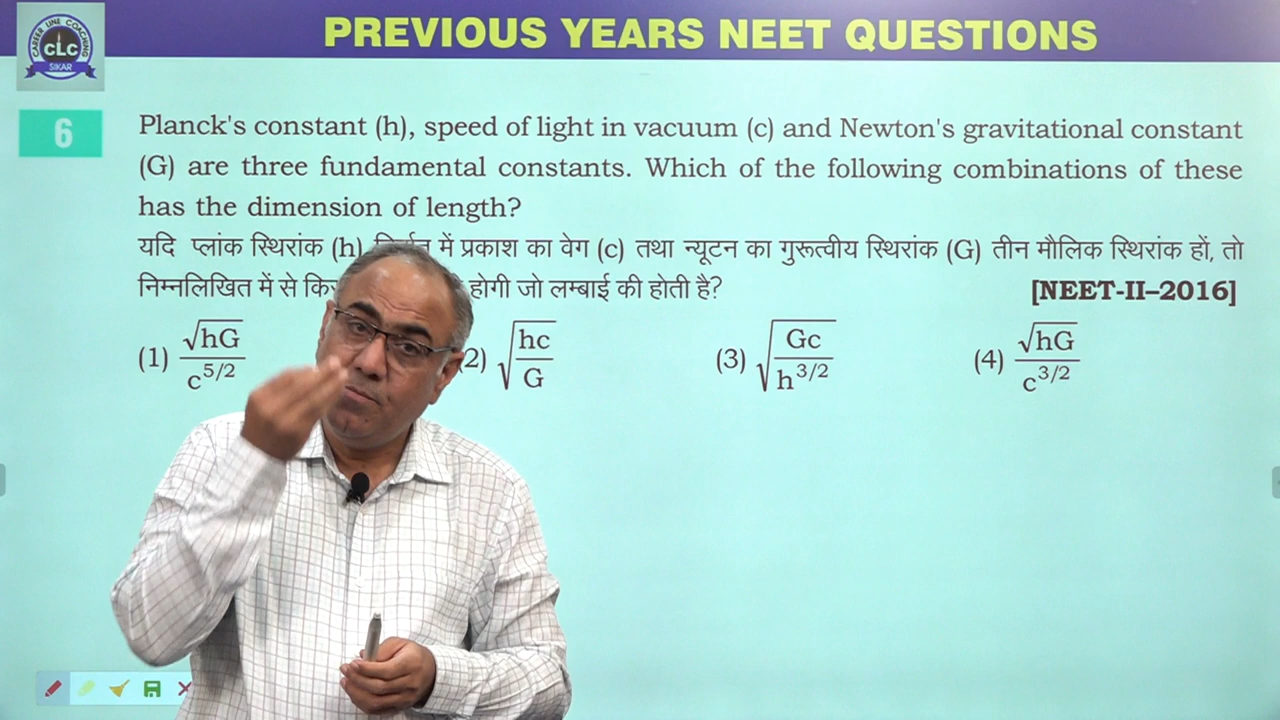 PREVIOUS YEARS NEET QUESTIONS
CAREER LINE COACHING
CLC
SIKAR
6
Planck's constant (h), speed of light in vacuum (c) and Newton's gravitational constant
(G) are three fundamental constants. Which of the following combinations of these
has the dimension of length?
यदि प्लांक स्थिरांक (h) में प्रकाश का वेग (c) तथा न्यूटन का गुरूत्वीय स्थिरांक (G) तीन मौलिक स्थिरांक हों, तो
निम्नलिखित में से होगी जो लम्बाई की होती है? [NEET-II–2016]
(1) √hG / c^5/2 2) √hc/G (3) √Gc/h^3/2 (4) √hG / c^3/2